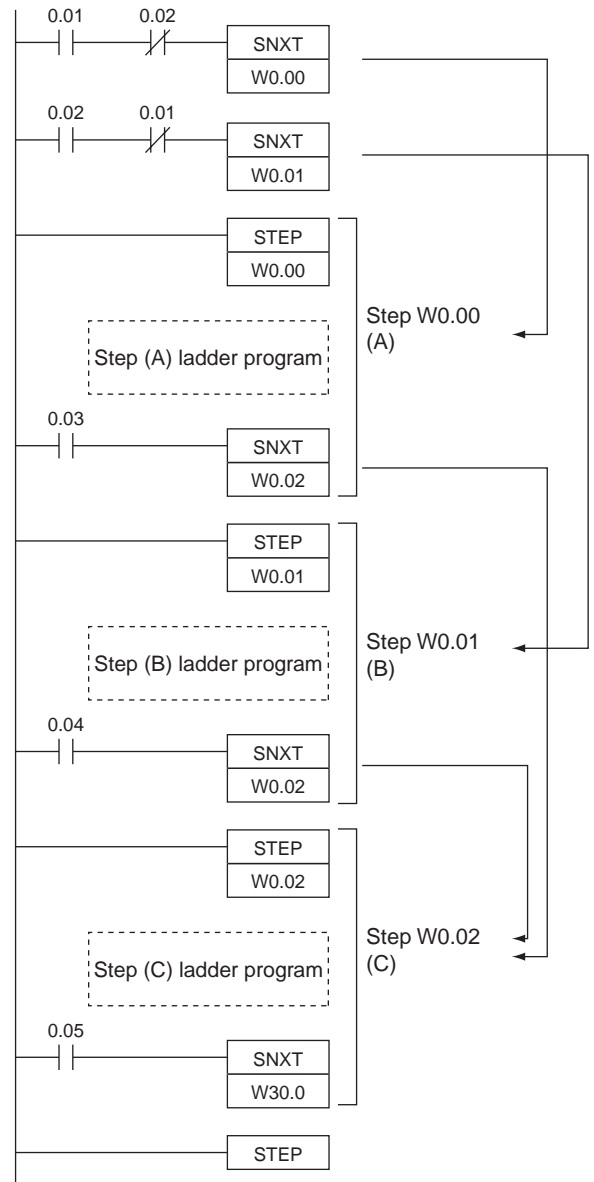 0.01 0.02
SNXT
W0.00
0.02 0.01
SNXT
W0.01
STEP
W0.00
Step W0.00
(A)
Step (A) ladder program
0.03
SNXT
W0.02
STEP
W0.01
Step W0.01
(B)
Step (B) ladder program
0.04
SNXT
W0.02
STEP
W0.02
Step W0.02
(C)
Step (C) ladder program
0.05
SNXT
W30.0
STEP